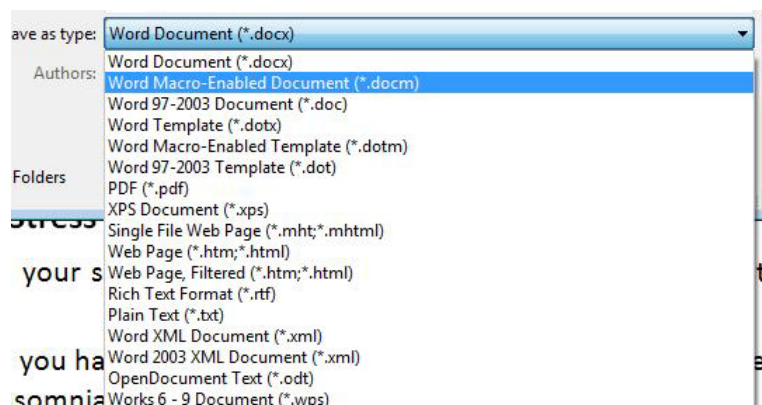 ave as type: Word Document (*.docx)
Authors:
Word Document (*.docx)
Word Macro-Enabled Document (*.docm)
Word 97-2003 Document (*.doc)
Word Template (*.dotx)
Word Macro-Enabled Template (*.dotm)
Word 97-2003 Template (*.dot)
Folders
PDF (*.pdf)
XPS Document (*.xps)
Single File Web Page (*.mht;*.mhtml)
Web Page (*.htm;*.html)
your s
Web Page, Filtered (*.htm;*.html)
Rich Text Format (*.rtf)
Plain Text (*.txt)
Word XML Document (*.xml)
you ha
Word 2003 XML Document (*.xml)
OpenDocument Text (*.odt)
somnia
Works 6 - 9 Document (*.wps)